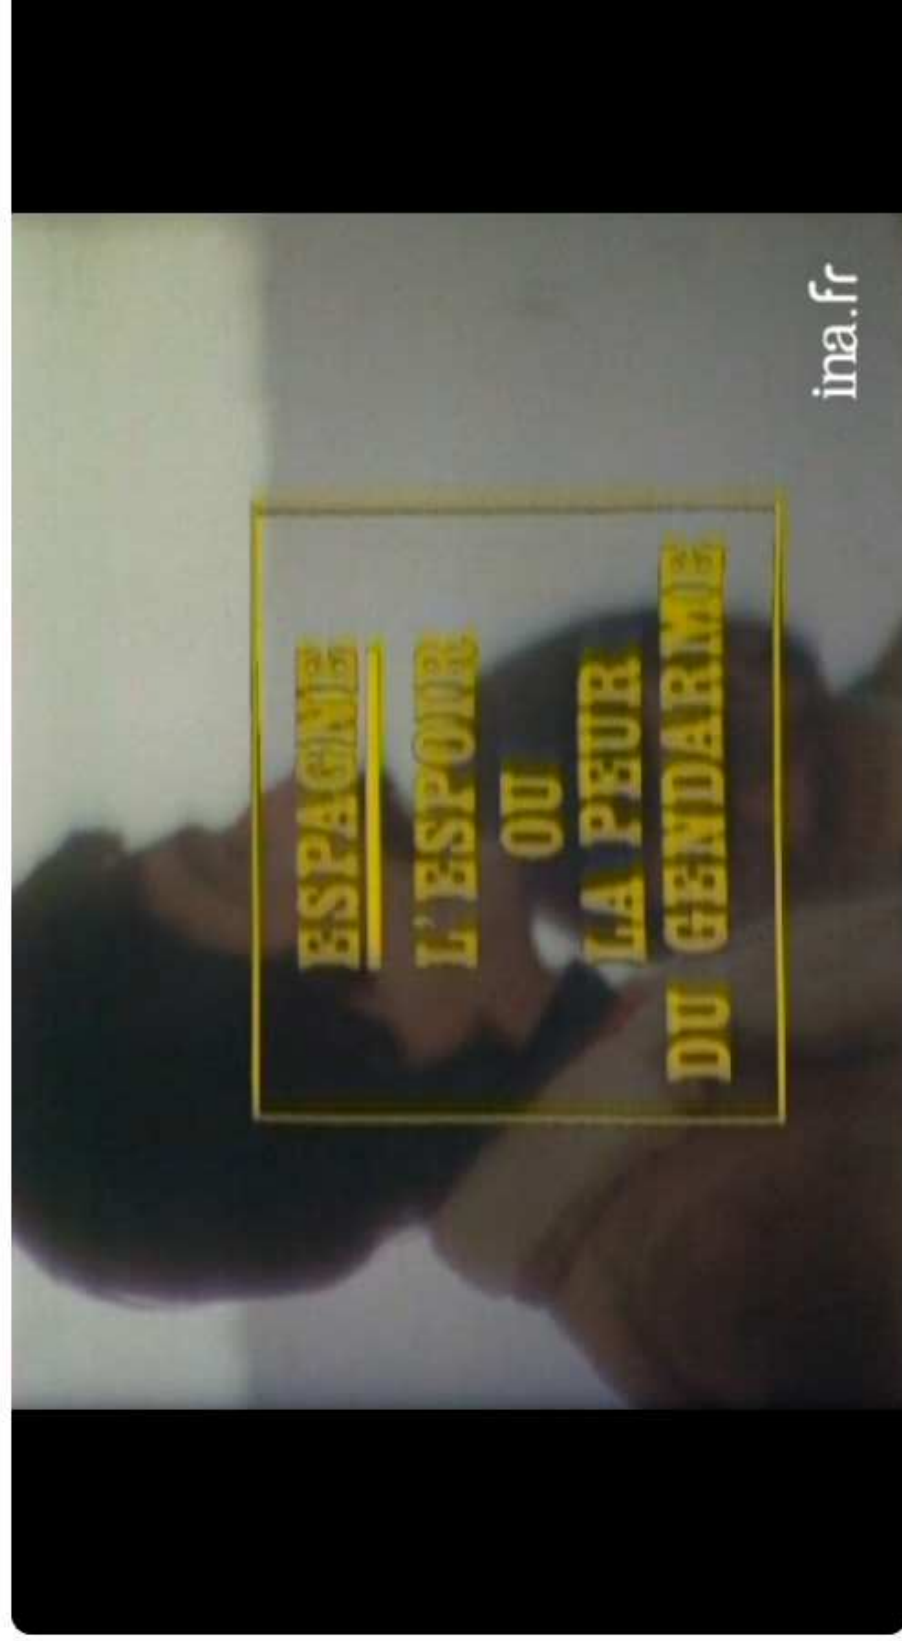 ESPAGNE
L'ESPOIR
OU
LA PEUR
DU GENDARME
ina.fr